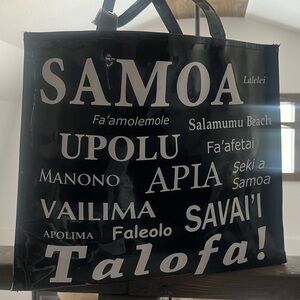 SAMOA Lalelei
Fa'amolemole Salamumu Beach
UPOLU Fa'afetai
MANONO APIA Seki a
Samoa
VAILIMA SAVAI'I
APOLIMA Faleolo
Talofa!